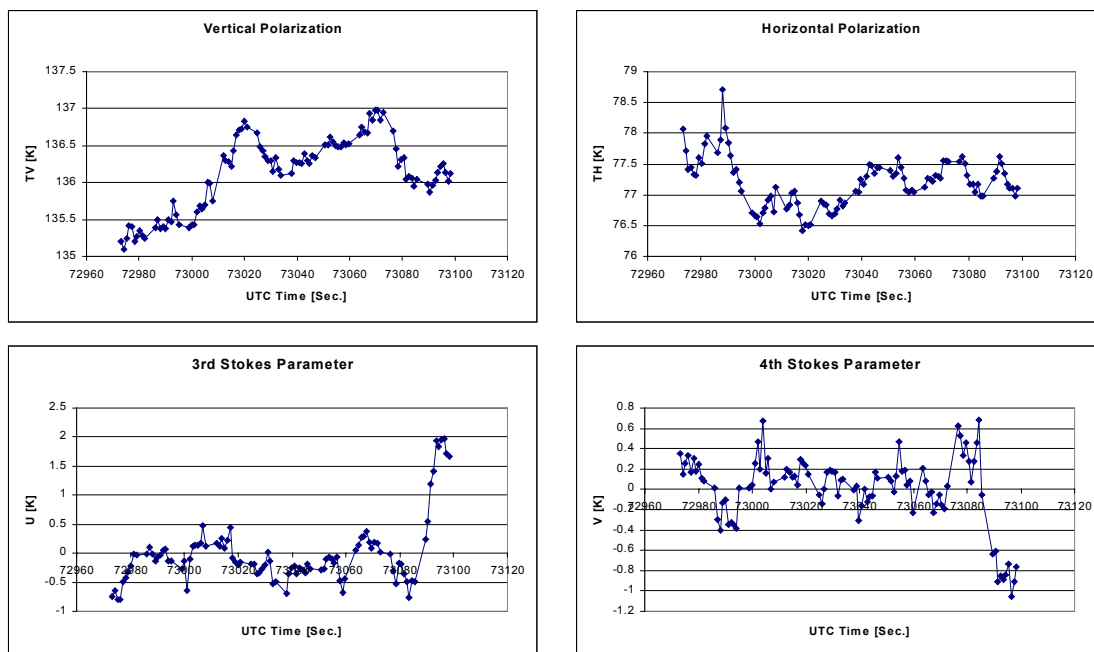 Vertical Polarization
TV [K]
137.5
137
136.5
136
135.5
135
72960 72980 73000 73020 73040 73060 73080 73100 73120
UTC Time [Sec.]
Horizontal Polarization
TH [K]
79
78.5
78
77.5
77
76.5
76
72960 72980 73000 73020 73040 73060 73080 73100 73120
UTC Time [Sec.]
3rd Stokes Parameter
U [K]
2.5
2
1.5
1
0.5
0
-0.5
-1
72960 72980 73000 73020 73040 73060 73080 73100 73120
UTC Time [Sec.]
4th Stokes Parameter
V [K]
0.8
0.6
0.4
0.2
0
-0.2
-0.4
-0.6
-0.8
-1
-1.2
72960 72980 73000 73020 73040 73060 73080 73100 73120
UTC Time [Sec.]